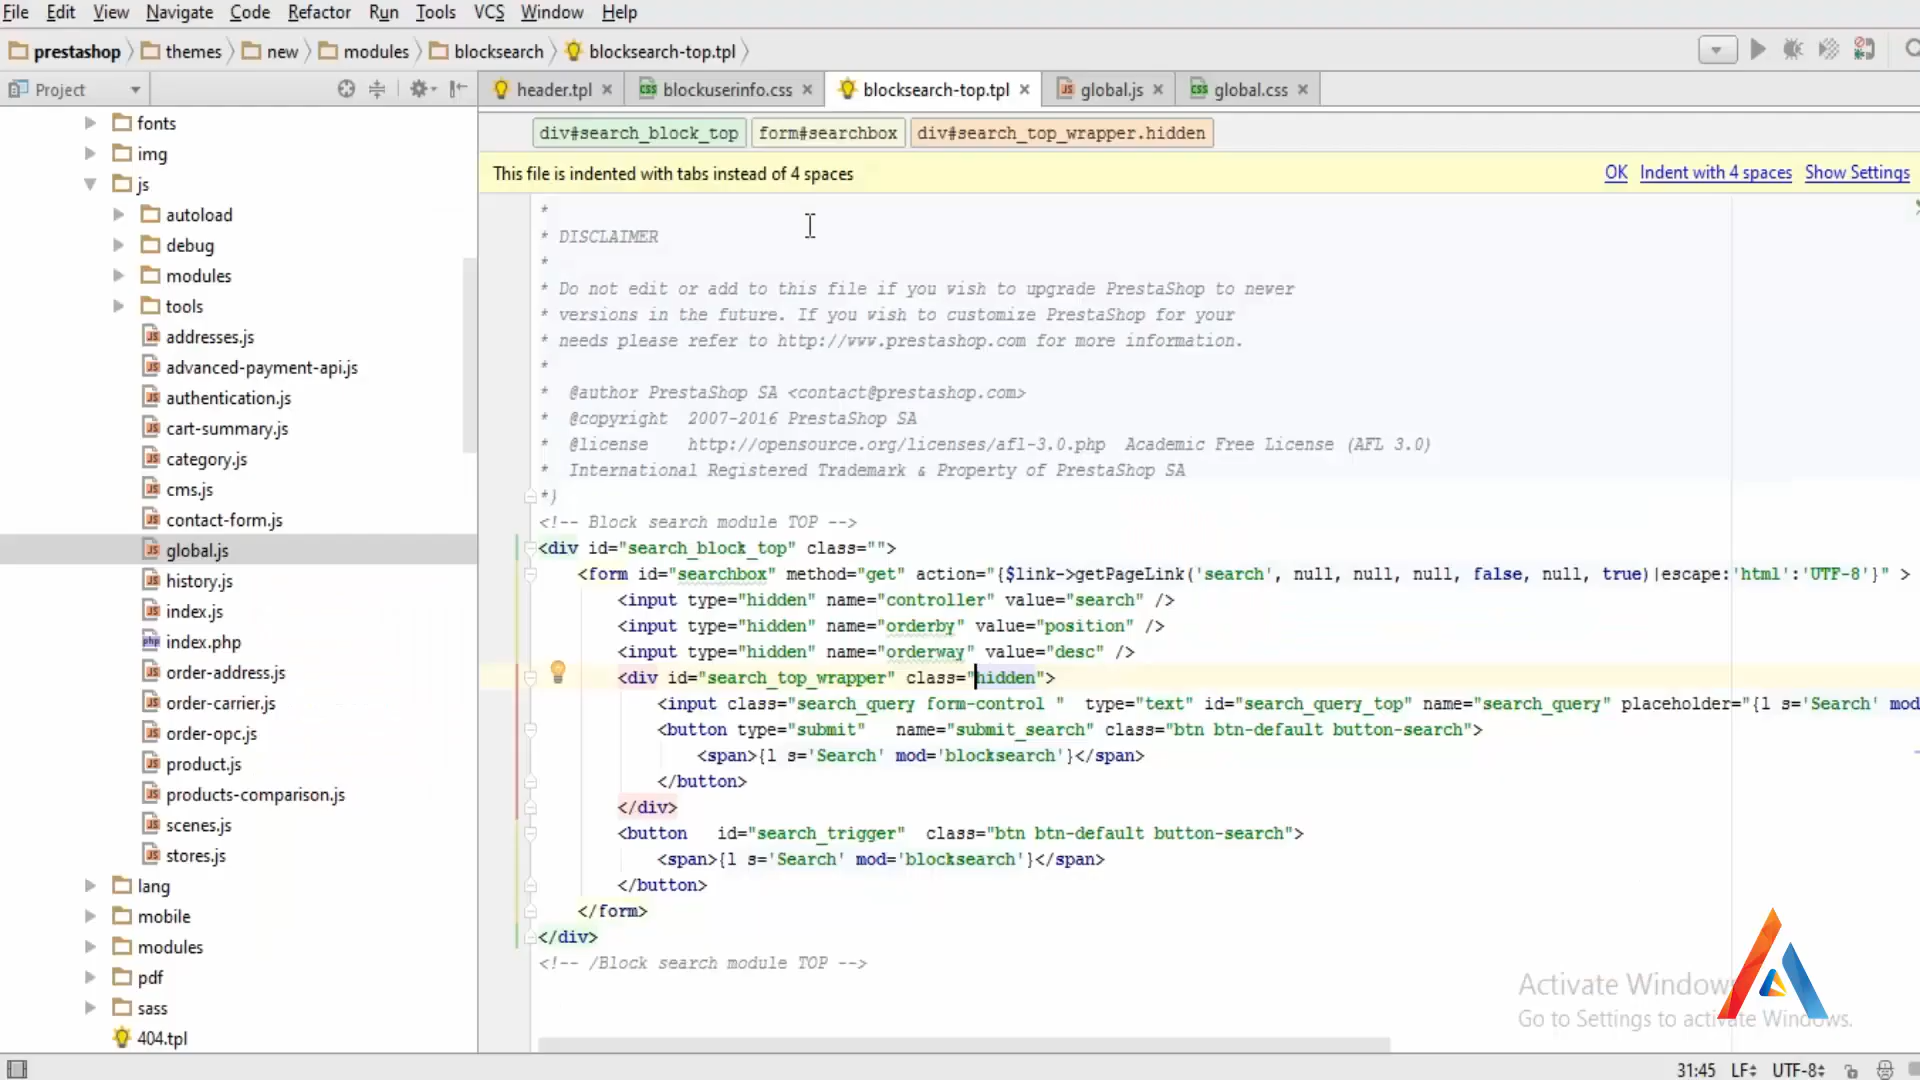 File Edit View Navigate Code Refactor Run Tools VCS Window Help
prestashop themes new modules blocksearch blocksearch-top.tpl
Project
header.tpl blockuserinfo.css blocksearch-top.tpl global.js global.css
div#search_block_top form#searchbox div#search_top_wrapper.hidden
This file is indented with tabs instead of 4 spaces OK Indent with 4 spaces Show Settings
fonts
img
js
autoload
debug
modules
tools
addresses.js
advanced-payment-api.js
authentication.js
cart-summary.js
category.js
cms.js
contact-form.js
global.js
history.js
index.js
index.php
order-address.js
order-carrier.js
order-opc.js
product.js
products-comparison.js
scenes.js
stores.js
lang
mobile
modules
pdf
sass
404.tpl
*
* DISCLAIMER
*
* Do not edit or add to this file if you wish to upgrade PrestaShop to newer
* versions in the future. If you wish to customize PrestaShop for your
* needs please refer to http://www.prestashop.com for more information.
*
* @author PrestaShop SA <contact@prestashop.com>
* @copyright 2007-2016 PrestaShop SA
* @license http://opensource.org/licenses/afl-3.0.php Academic Free License (AFL 3.0)
* International Registered Trademark & Property of PrestaShop SA
*}
<!-- Block search module TOP -->
<div id="search_block_top" class="">
<form id="searchbox" method="get" action="{$link->getPageLink('search', null, null, null, false, null, true)|escape:'html':'UTF-8'}" >
<input type="hidden" name="controller" value="search" />
<input type="hidden" name="orderby" value="position" />
<input type="hidden" name="orderway" value="desc" />
<div id="search_top_wrapper" class="hidden">
<input class="search_query form-control " type="text" id="search_query_top" name="search_query" placeholder="{l s='Search' mod
<button type="submit" name="submit_search" class="btn btn-default button-search">
<span>{l s='Search' mod='blocksearch'}</span>
</button>
</div>
<button id="search_trigger" class="btn btn-default button-search">
<span>{l s='Search' mod='blocksearch'}</span>
</button>
</form>
</div>
<!-- /Block search module TOP -->
Activate Window
Go to Settings to activate Windows.
31:45 LF UTF-8